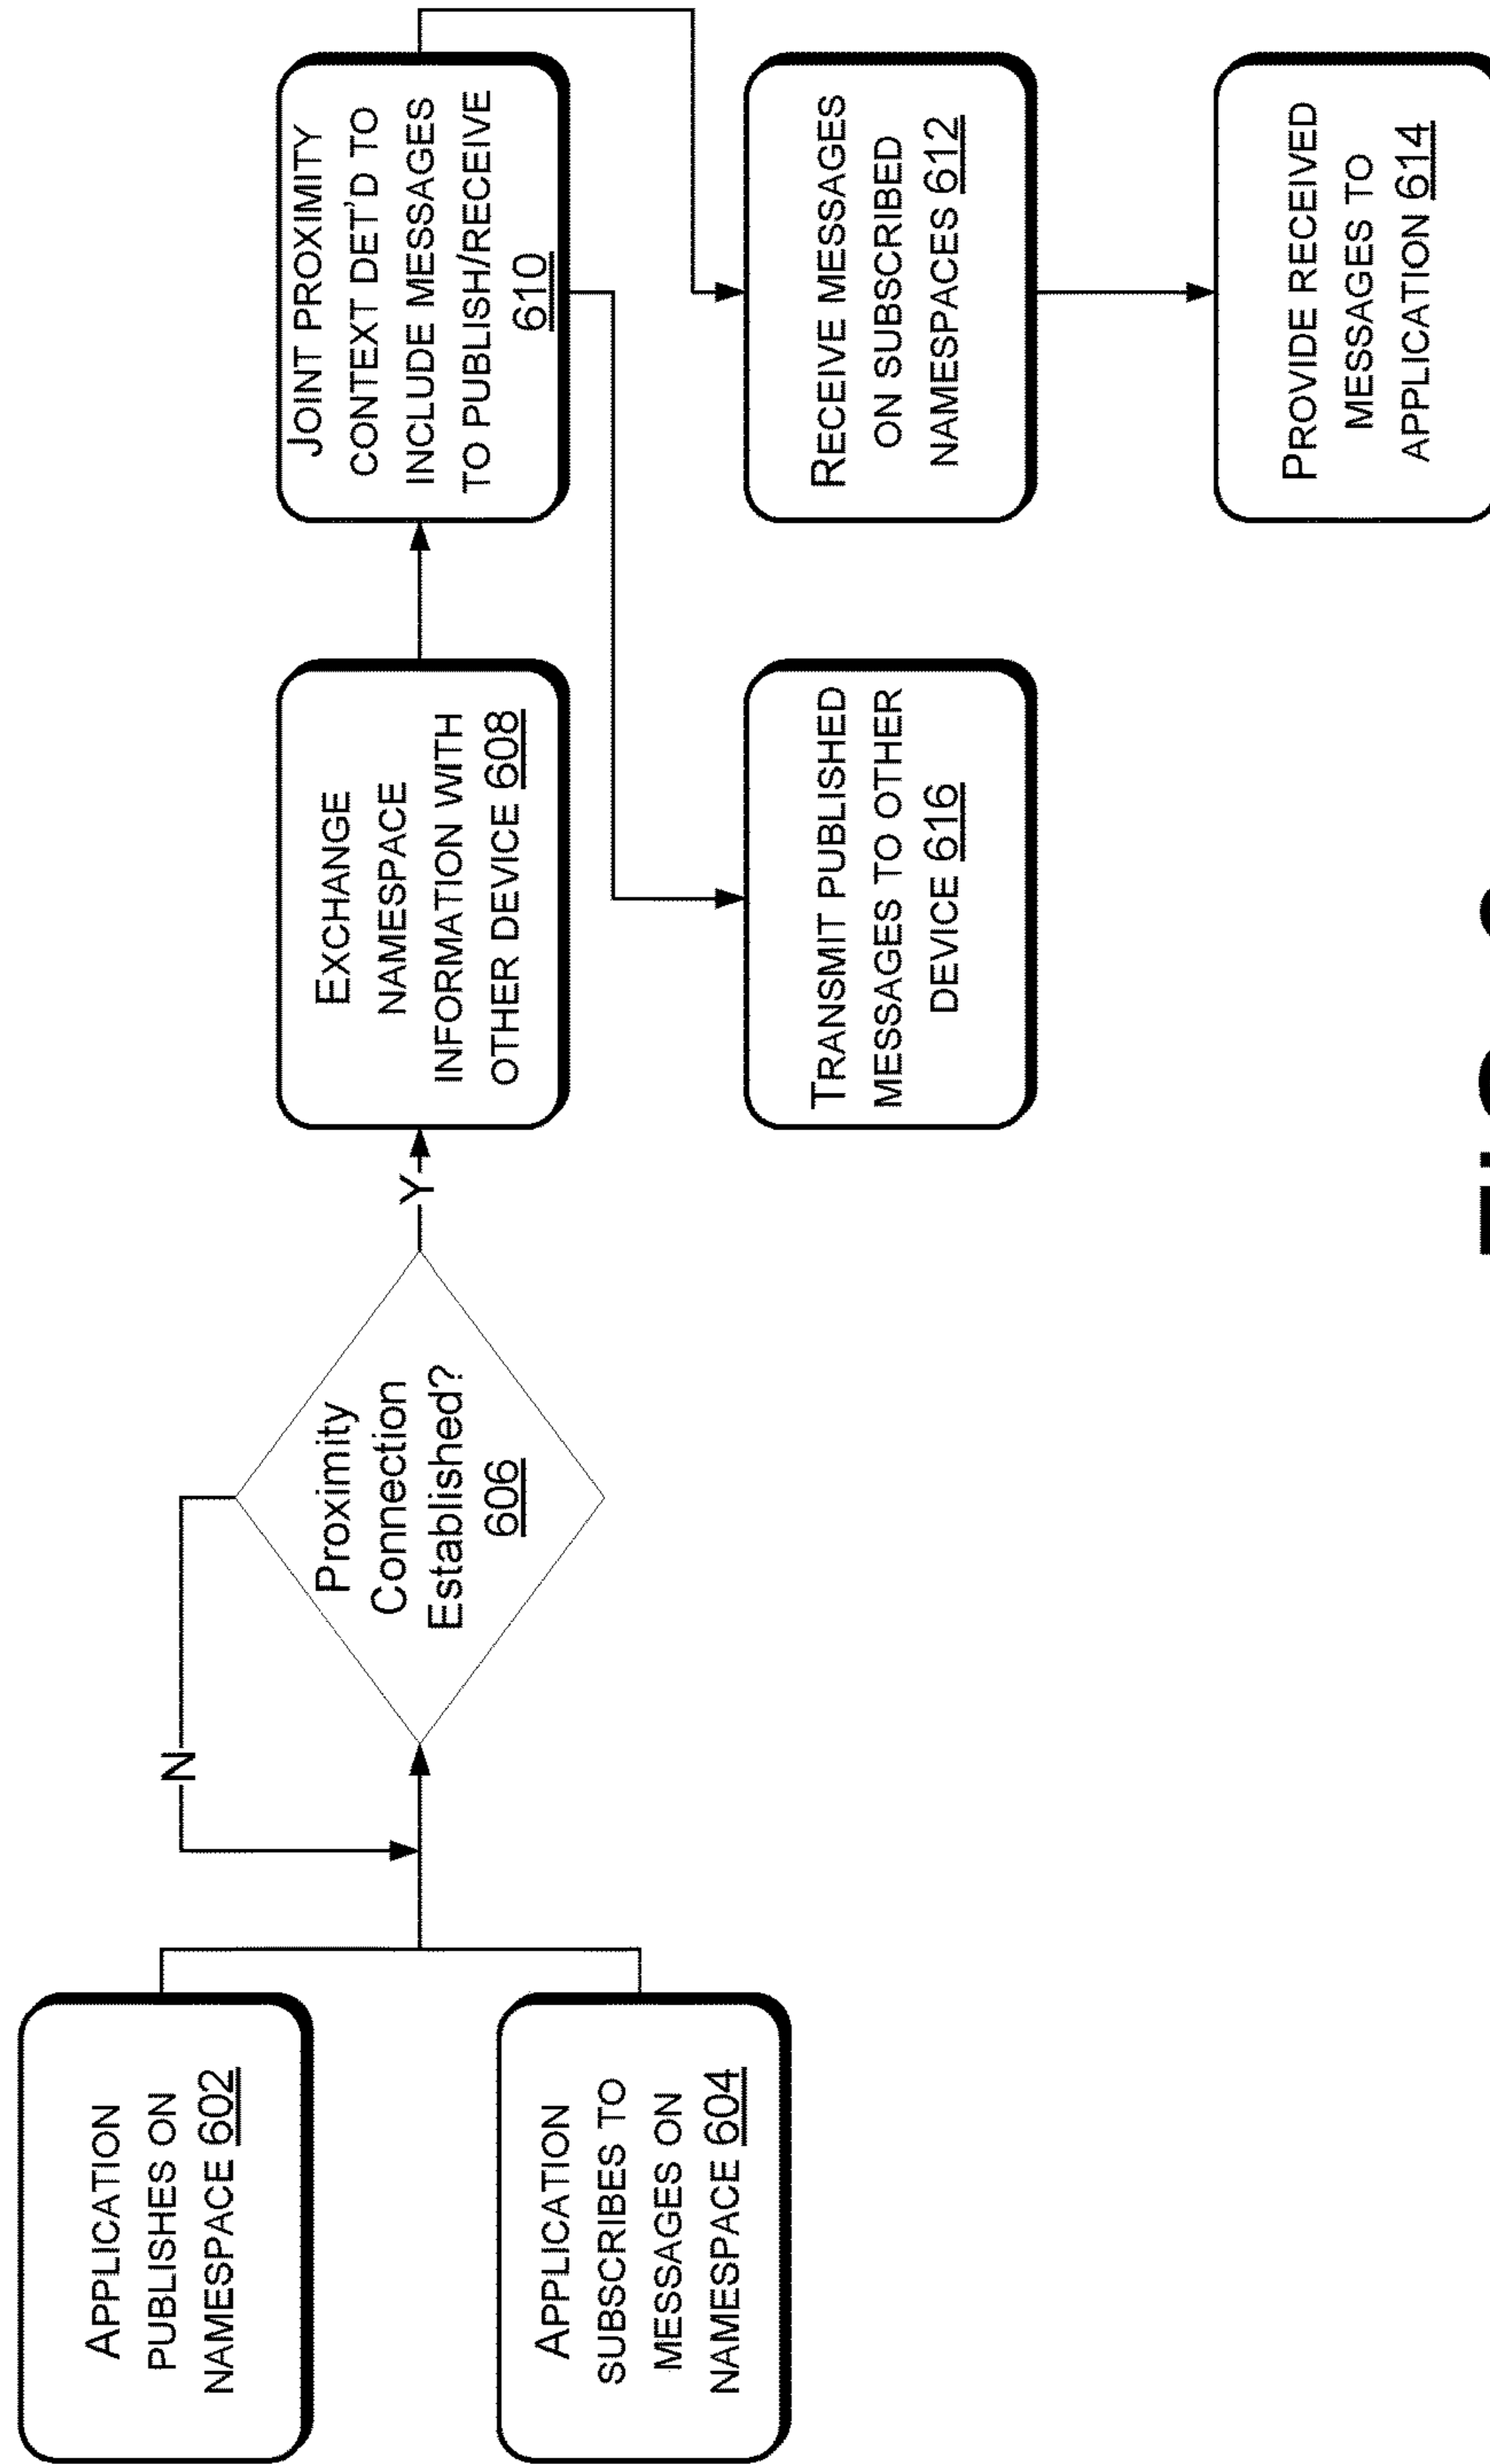 APPLICATION
PUBLISHES ON
NAMESPACE 602
APPLICATION
SUBSCRIBES TO
MESSAGES ON
NAMESPACE 604
N
Proximity
Connection
Established?
606
Y
EXCHANGE
NAMESPACE
INFORMATION WITH
OTHER DEVICE 608
JOINT PROXIMITY
CONTEXT DET'D TO
INCLUDE MESSAGES
TO PUBLISH/RECEIVE
610
TRANSMIT PUBLISHED
MESSAGES TO OTHER
DEVICE 616
RECEIVE MESSAGES
ON SUBSCRIBED
NAMESPACES 612
PROVIDE RECEIVED
MESSAGES TO
APPLICATION 614